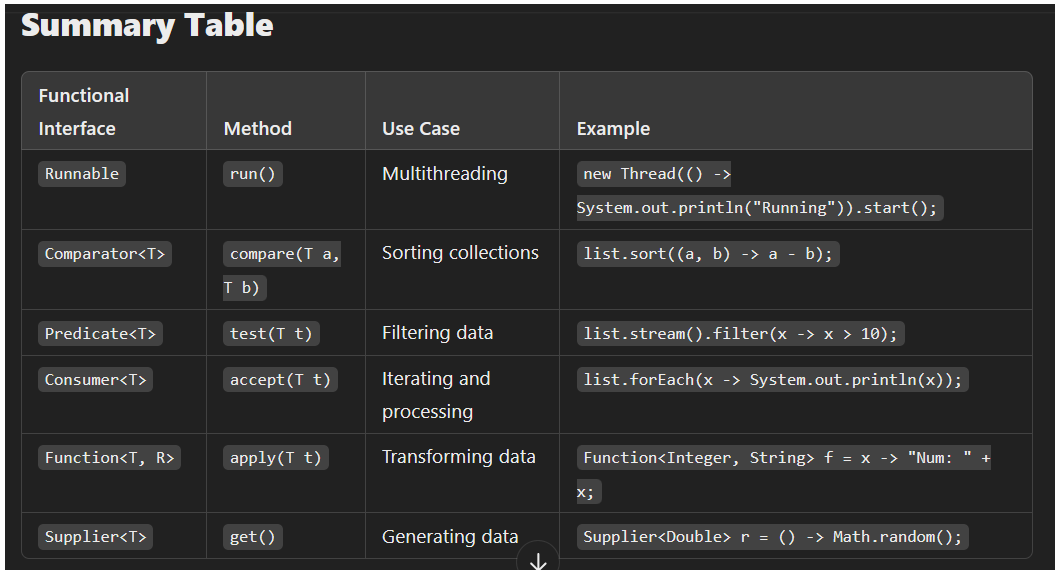 Summary Table
Functional
Interface Method Use Case Example
Runnable run() Multithreading new Thread(() ->
System.out.println("Running")).start();
Comparator<T> compare(T a, Sorting collections list.sort((a, b) -> a - b);
T b)
Predicate<T> test(T t) Filtering data list.stream().filter(x -> x > 10);
Consumer<T> accept(T t) Iterating and list.forEach(x -> System.out.println(x));
processing
Function<T, R> apply(T t) Transforming data Function<Integer, String> f = x -> "Num: " +
x;
Supplier<T> get() Generating data Supplier<Double> r = () -> Math.random();